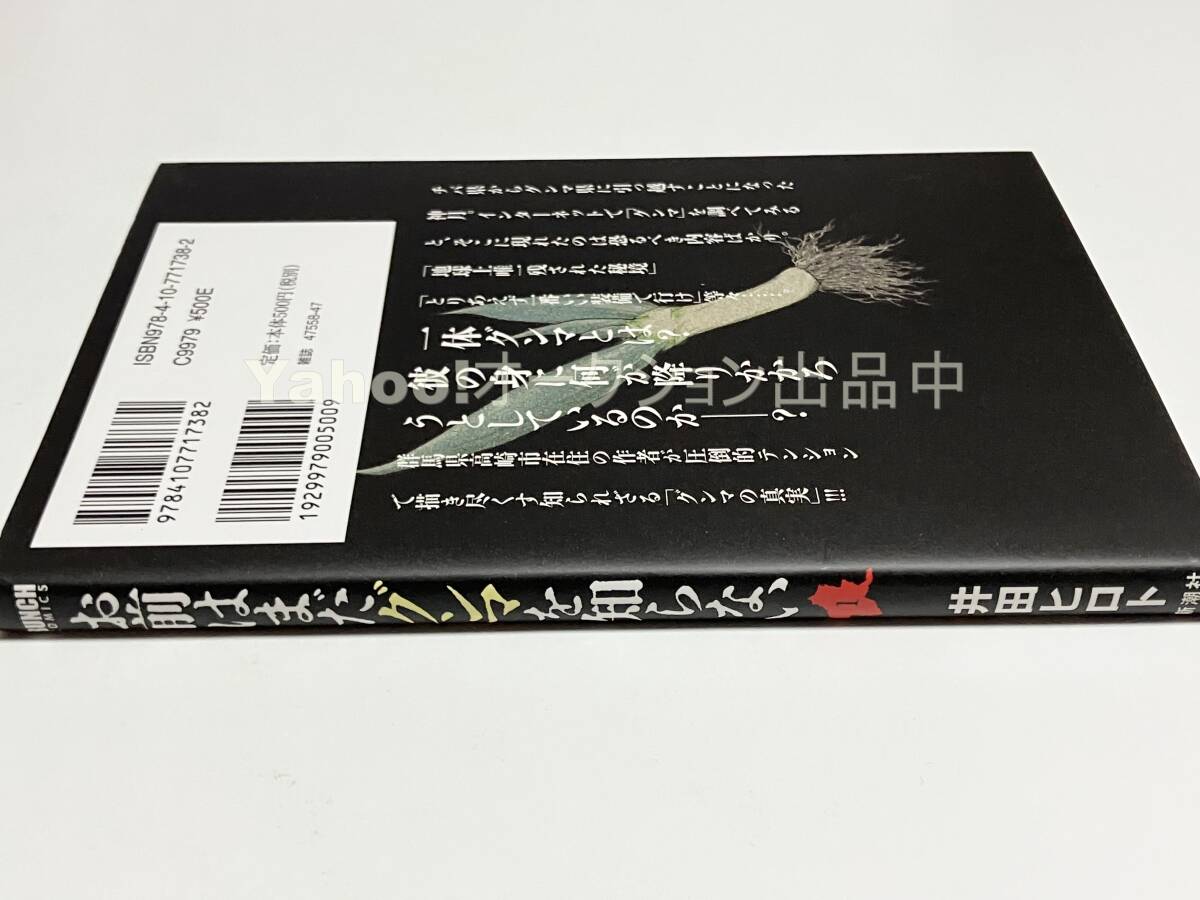 チバ県からグンマ県に引っ越すことになった
神月。インターネットで「グンマ」を調べてみる
と、そこに現れたのは恐るべき内容ばかり。
「地球上唯一残された秘境」
「とりあえず一番いい装備で行け」等々……。
一体グンマとは?
彼の身に何が降りかかろ
うとしているのか――?
群馬県高崎市在住の作者が圧倒的テンション
で描き尽くす知られざる「グンマの真実」!!!
ISBN978-4-10-771738-2
C9979 ¥500E
定価:本体500円(税別)
雑誌 47558-47
9784107717382
1929979005009
Yahoo!オークション出品中
BUNCH
COMICS
お前はまだグンマを知らない
1
井田ヒロト
新潮社